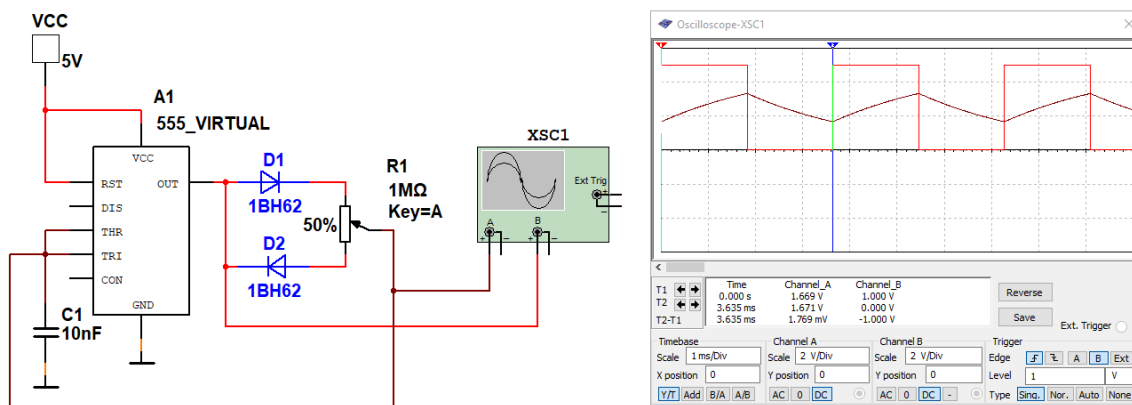 VCC
5V
A1
555_VIRTUAL
VCC
RST
OUT
DIS
THR
TRI
CON
GND
C1
10nF
D1
1BH62
D2
1BH62
50%
R1
1MΩ
Key=A
XSC1
Ext Trig
+
−
A
B
+ − + −
Oscilloscope-XSC1
1
2
T1
T2
T2-T1
Time Channel_A Channel_B
0.000 s 1.669 V 1.000 V
3.635 ms 1.671 V 0.000 V
3.635 ms 1.769 mV -1.000 V
Reverse
Save
Ext. Trigger
Timebase
Scale 1 ms/Div
X position 0
Y/T Add B/A A/B
Channel A
Scale 2 V/Div
Y position 0
AC 0 DC
Channel B
Scale 2 V/Div
Y position 0
AC 0 DC -
Trigger
Edge A B Ext
Level 1 V
Type Sing. Nor. Auto None